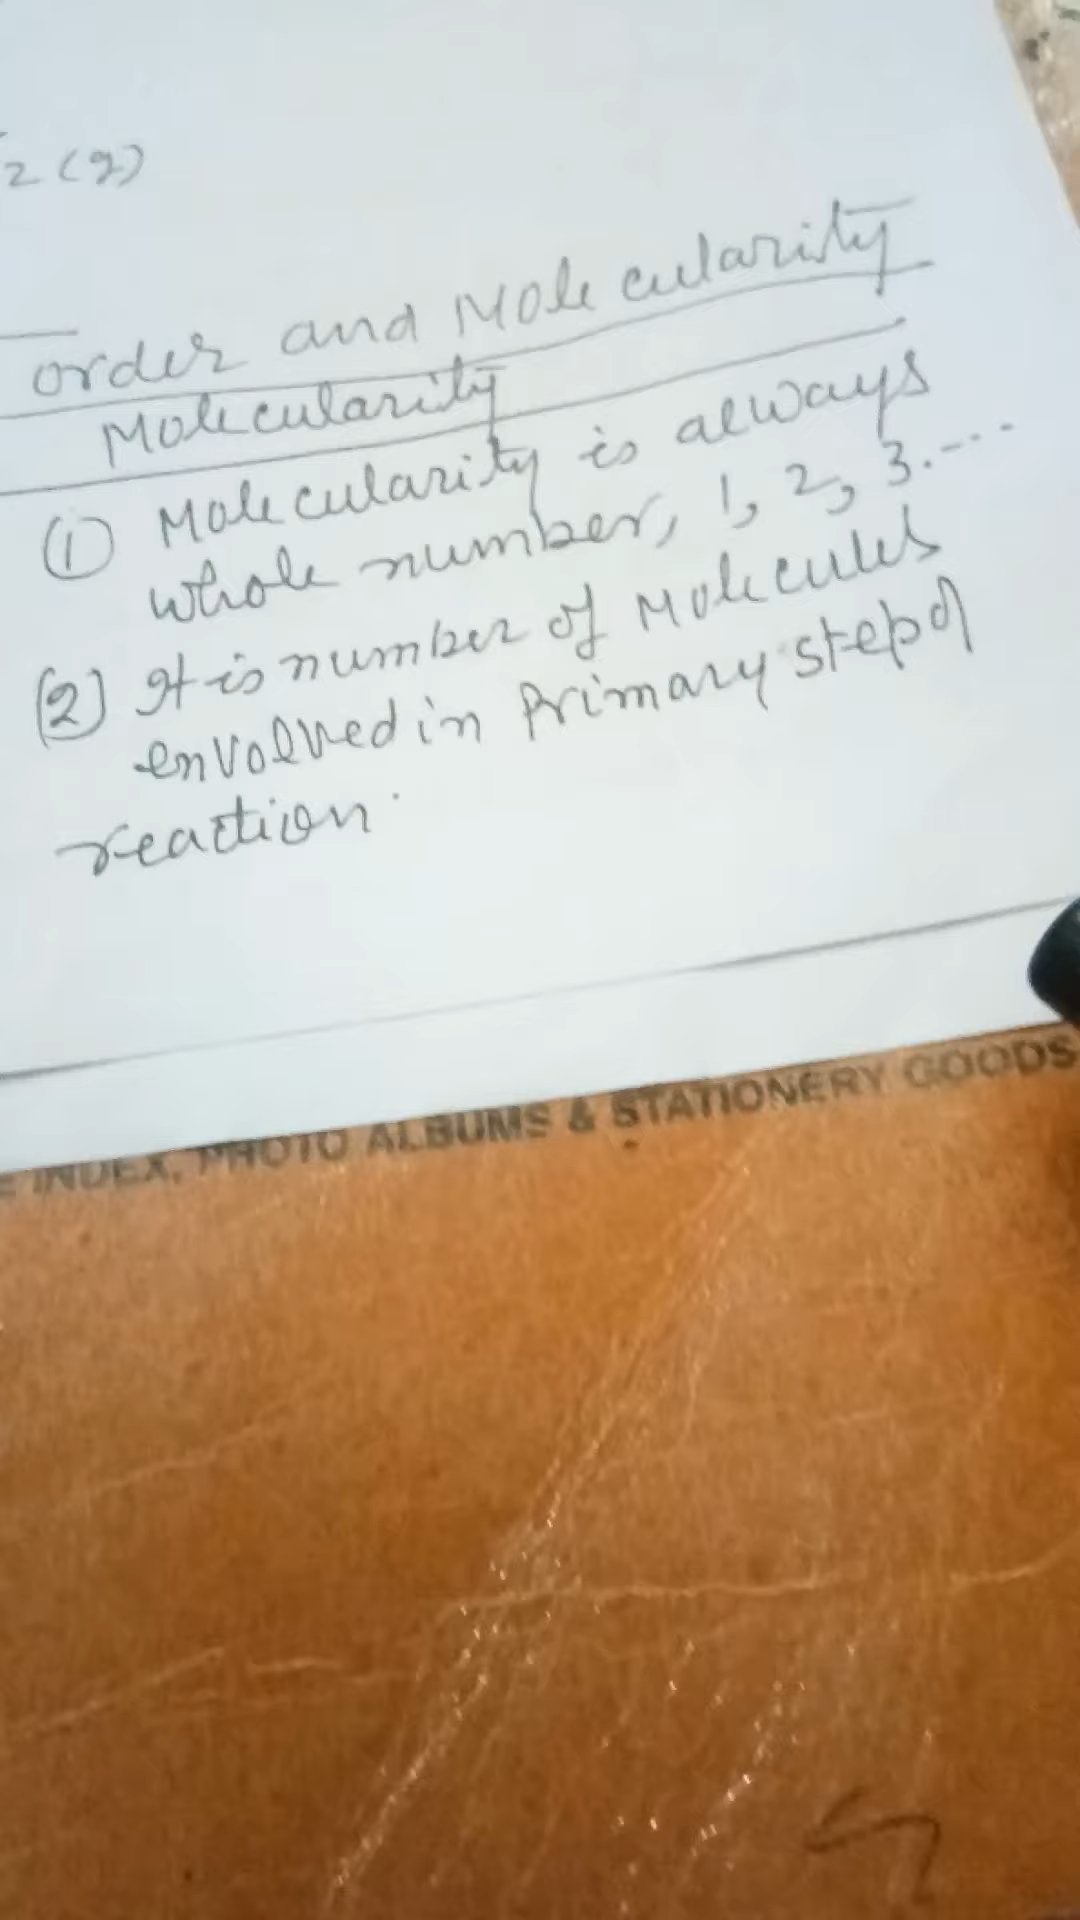 2 (g)
order and Molecularity
Molecularity
(1) Molecularity is always
whole number, 1, 2, 3.---
(2) It is number of Molecules
envolved in Primary step of
reaction.
INDEX, PHOTO ALBUMS & STATIONERY GOODS